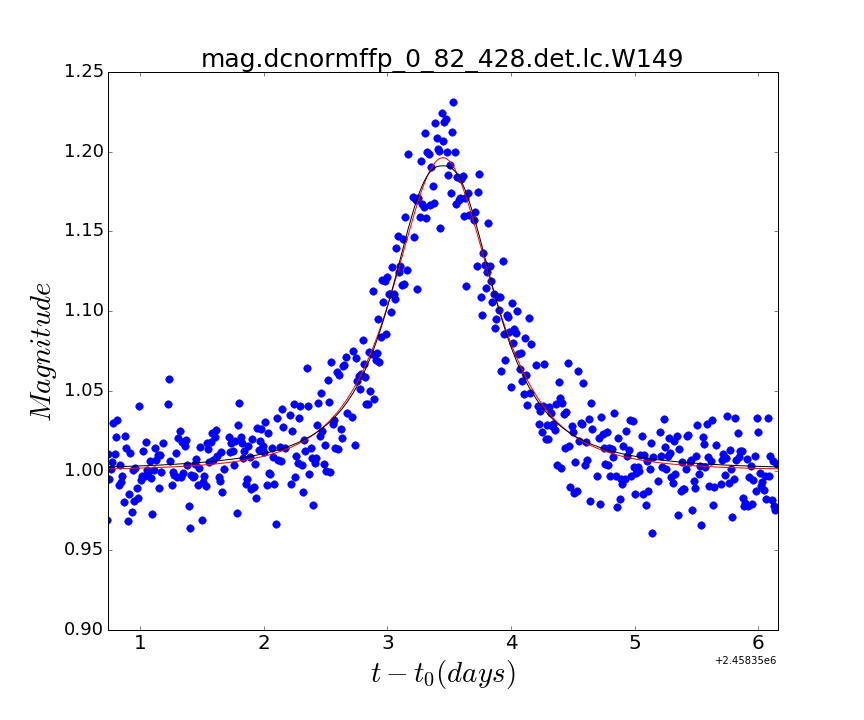 mag.dcnormffp_0_82_428.det.lc.W149
1.25
1.20
1.15
1.10
1.05
1.00
0.95
0.90
Magnitude
1 2 3 4 5 6
+2.45835e6
t − t₀(days)